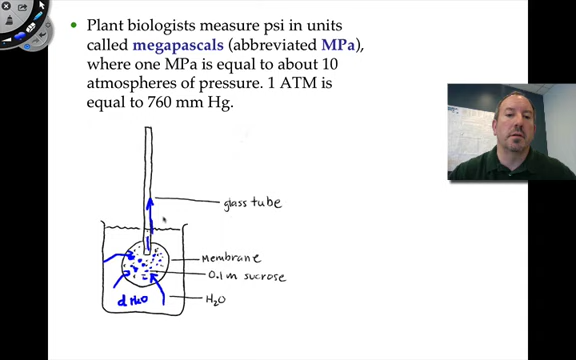 • Plant biologists measure psi in units
called megapascals (abbreviated MPa),
where one MPa is equal to about 10
atmospheres of pressure. 1 ATM is
equal to 760 mm Hg.
glass tube
Membrane
0.1 m sucrose
H₂O
d H₂O